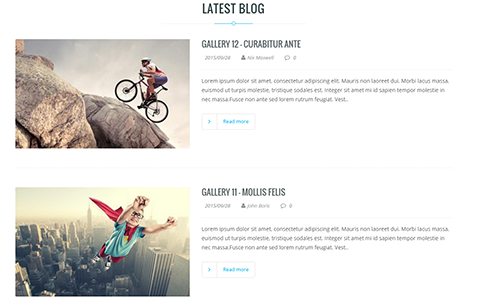 LATEST BLOG
GALLERY 12 - CURABITUR ANTE
2015/09/28 Alix Maxwell 0
Lorem ipsum dolor sit amet, consectetur adipiscing elit. Mauris non laoreet dui. Morbi lacus massa,
euismod ut turpis molestie, tristique sodales est. Integer sit amet mi id sapien tempor molestie in
nec massa.Fusce non ante sed lorem rutrum feugiat. Vest..
Read more
GALLERY 11 - MOLLIS FELIS
2015/09/28 John Boris 0
Lorem ipsum dolor sit amet, consectetur adipiscing elit. Mauris non laoreet dui. Morbi lacus massa,
euismod ut turpis molestie, tristique sodales est. Integer sit amet mi id sapien tempor molestie in
nec massa.Fusce non ante sed lorem rutrum feugiat. Vest..
Read more